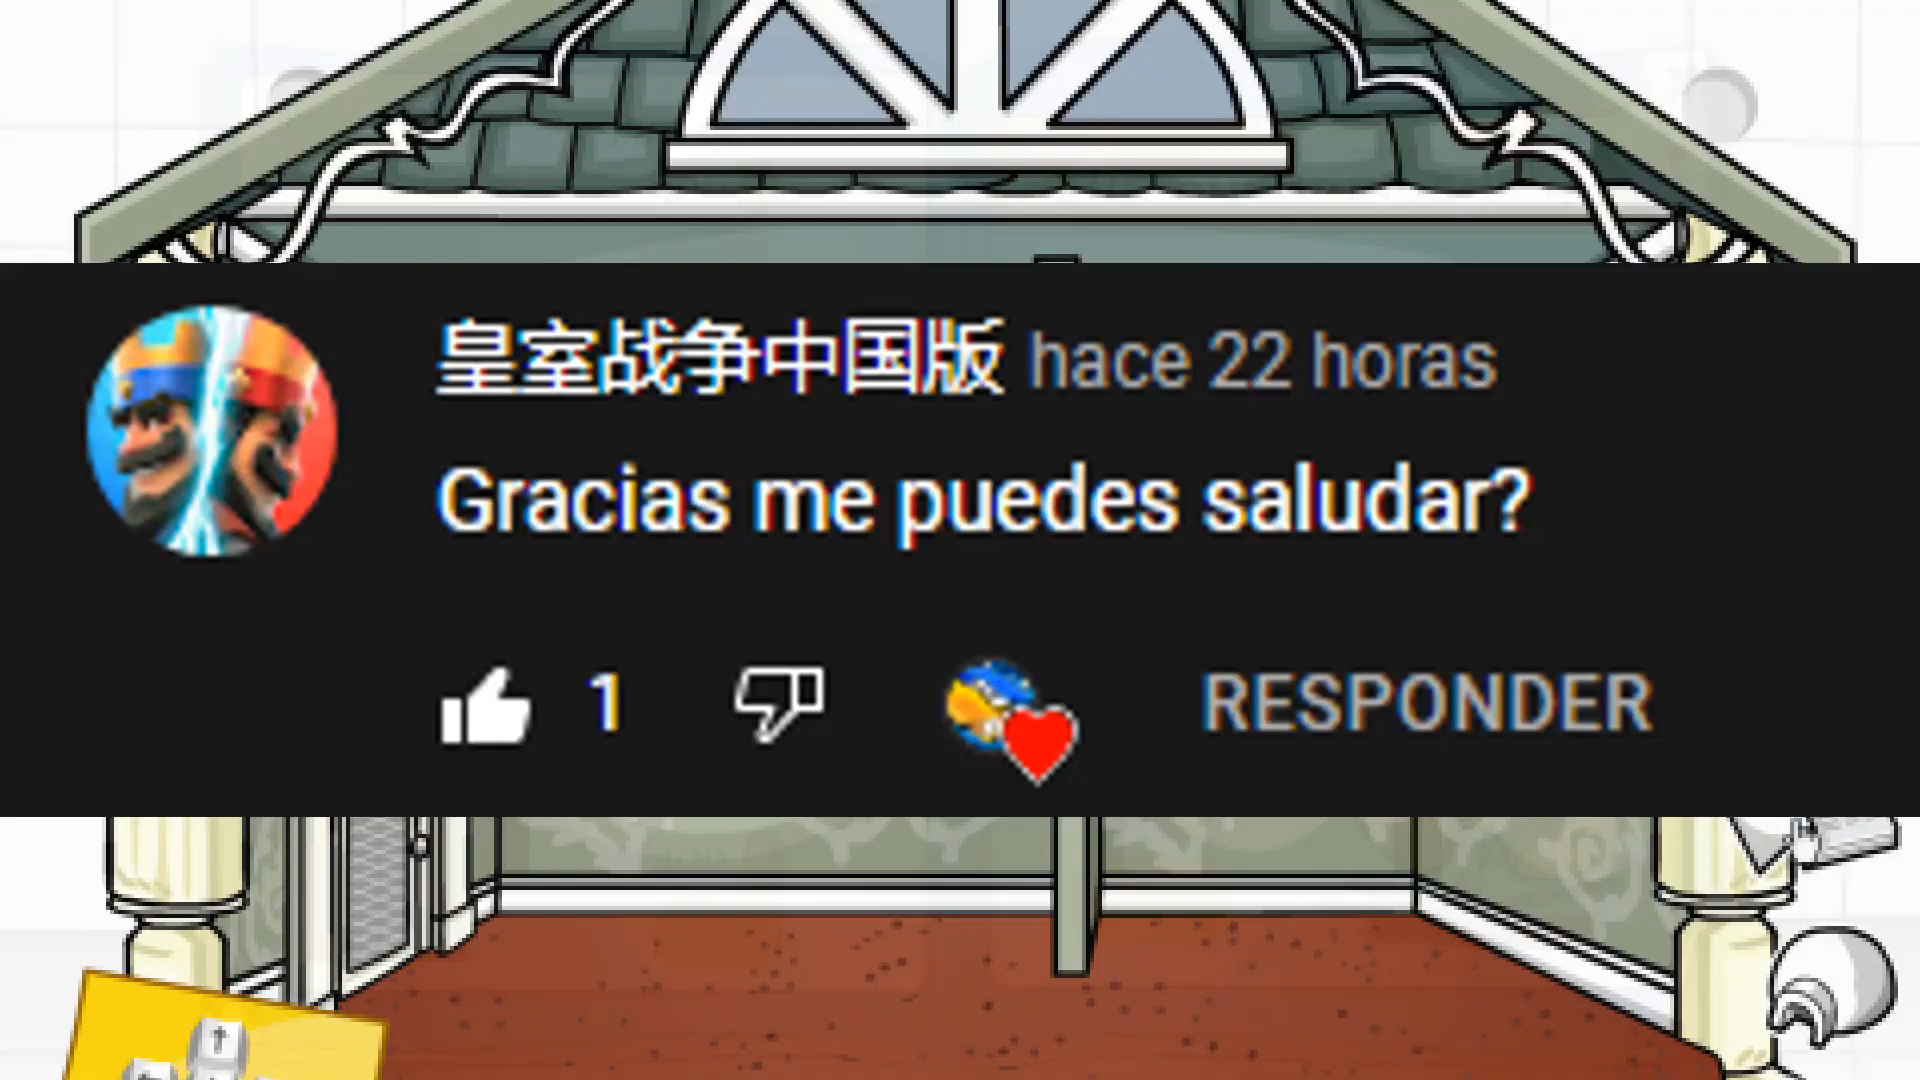 皇室战争中国版 hace 22 horas
Gracias me puedes saludar?
1
RESPONDER